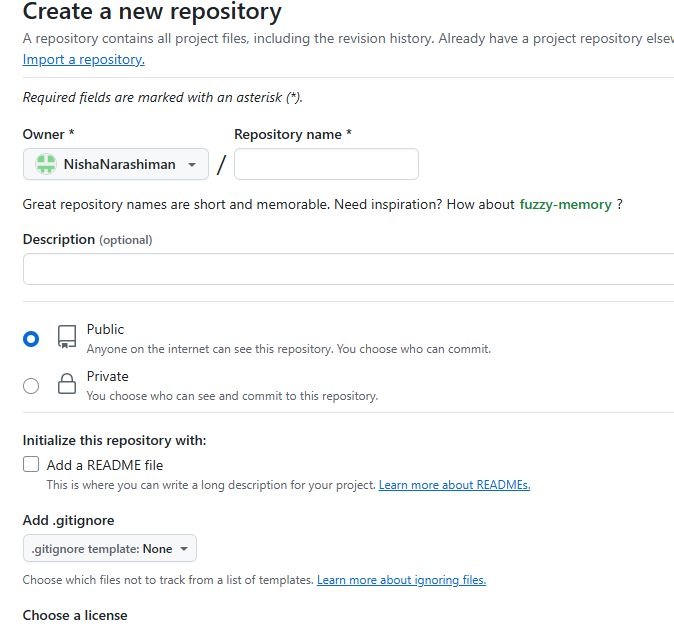 Create a new repository
A repository contains all project files, including the revision history. Already have a project repository
Import a repository.
Required fields are marked with an asterisk (*).
Owner * Repository name *
NishaNarashiman /
Great repository names are short and memorable. Need inspiration? How about fuzzy-memory ?
Description (optional)
Public
Anyone on the internet can see this repository. You choose who can commit.
Private
You choose who can see and commit to this repository.
Initialize this repository with:
Add a README file
This is where you can write a long description for your project. Learn more about READMEs.
Add .gitignore
.gitignore template: None
Choose which files not to track from a list of templates. Learn more about ignoring files.
Choose a license